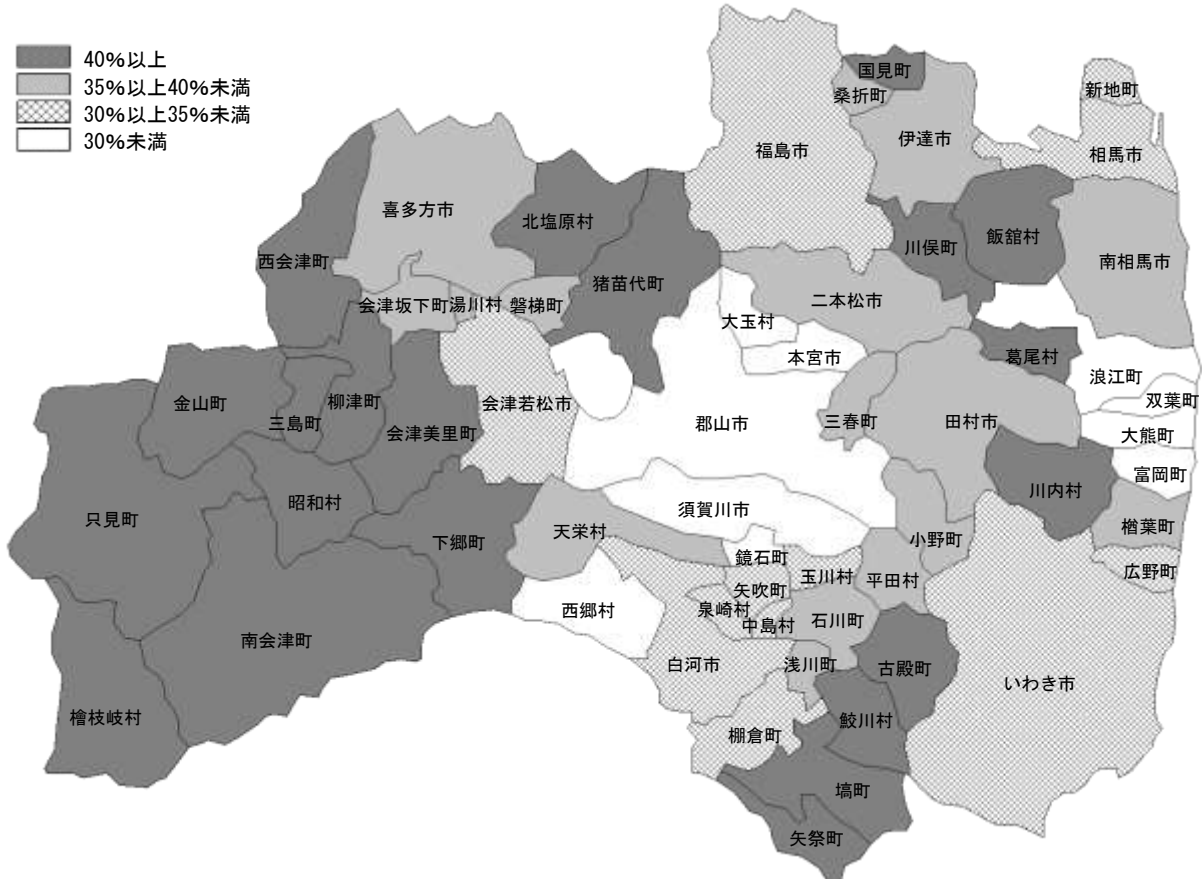 40%以上
35%以上40%未満
30%以上35%未満
30%未満
国見町
桑折町
新地町
伊達市
福島市
相馬市
喜多方市
北塩原村
川俣町
飯舘村
西会津町
猪苗代町
南相馬市
会津坂下町
湯川村
磐梯町
二本松市
大玉村
本宮市
葛尾村
浪江町
双葉町
金山町
三島町
柳津町
会津美里町
会津若松市
郡山市
三春町
田村市
大熊町
富岡町
只見町
昭和村
下郷町
天栄村
須賀川市
小野町
川内村
楢葉町
広野町
鏡石町
玉川村
平田村
矢吹町
泉崎村
中島村
石川町
西郷村
南会津町
白河市
浅川町
古殿町
いわき市
檜枝岐村
棚倉町
鮫川村
塙町
矢祭町